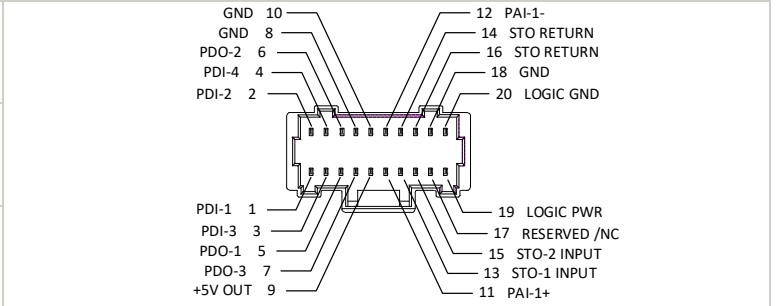 GND 10
GND 8
PDO-2 6
PDI-4 4
PDI-2 2
12 PAI-1-
14 STO RETURN
16 STO RETURN
18 GND
20 LOGIC GND
PDI-1 1
PDI-3 3
PDO-1 5
PDO-3 7
+5V OUT 9
19 LOGIC PWR
17 RESERVED /NC
15 STO-2 INPUT
13 STO-1 INPUT
11 PAI-1+